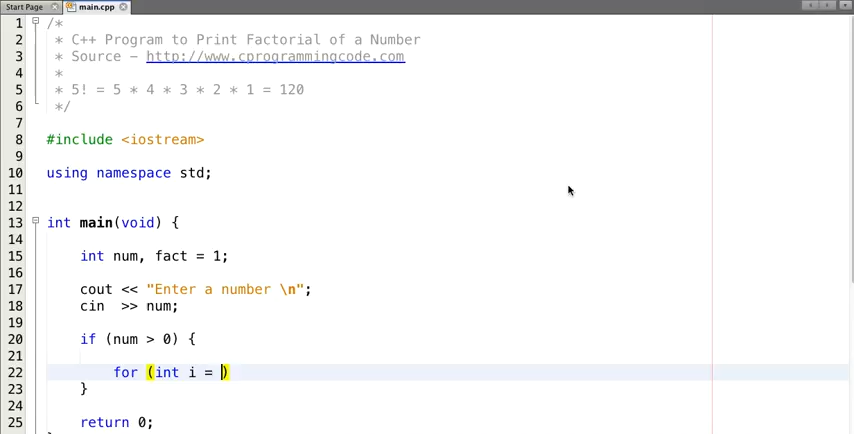 Start Page main.cpp
1 /*
2 * C++ Program to Print Factorial of a Number
3 * Source – http://www.cprogrammingcode.com
4 *
5 * 5! = 5 * 4 * 3 * 2 * 1 = 120
6 */
7
8 #include <iostream>
9
10 using namespace std;
11
12
13 int main(void) {
14
15 int num, fact = 1;
16
17 cout << "Enter a number \n";
18 cin >> num;
19
20 if (num > 0) {
21
22 for (int i = )
23 }
24
25 return 0;